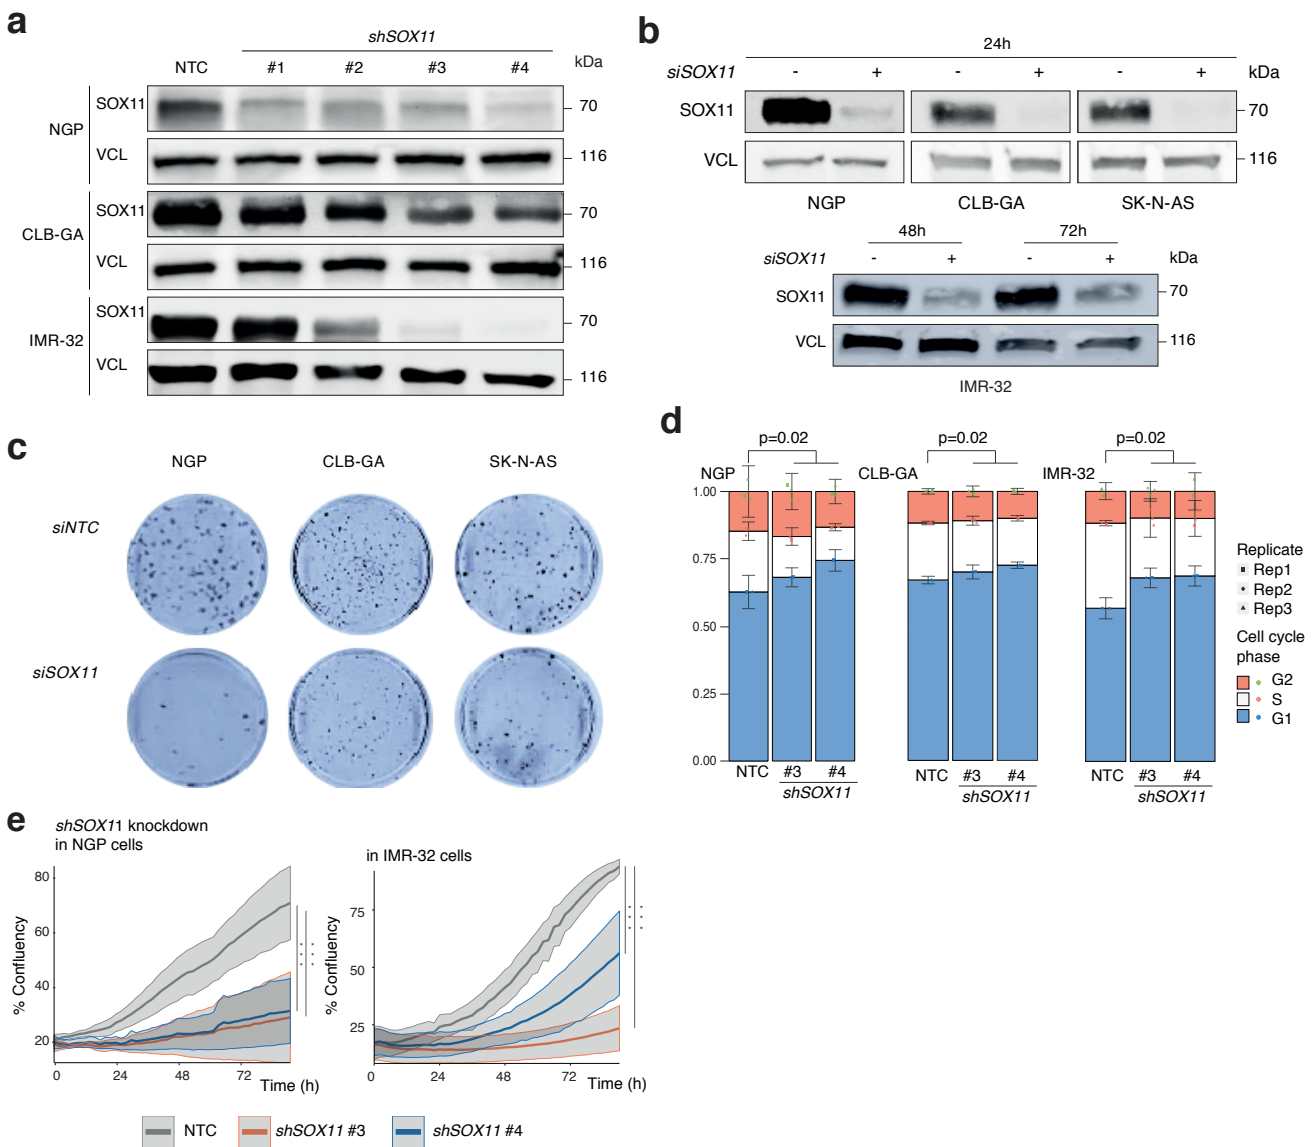 a
shSOX11
NTC #1 #2 #3 #4 kDa
NGP
SOX11 70
VCL 116
CLB-GA
SOX11 70
VCL 116
IMR-32
SOX11 70
VCL 116
b
24h
siSOX11 - + - + - + kDa
SOX11 70
VCL 116
NGP CLB-GA SK-N-AS
48h 72h
siSOX11 - + - + kDa
SOX11 70
VCL 116
IMR-32
c
NGP CLB-GA SK-N-AS
siNTC
siSOX11
d
p=0.02 p=0.02 p=0.02
NGP CLB-GA IMR-32
1.00
0.75
0.50
0.25
0.00
NTC #3 #4 NTC #3 #4 NTC #3 #4
shSOX11 shSOX11 shSOX11
Replicate
Rep1
Rep2
Rep3
Cell cycle
phase
G2
S
G1
e
shSOX11 knockdown
in NGP cells
% Confluency
80
60
40
20
0 24 48 72 Time (h)
in IMR-32 cells
% Confluency
75
50
25
0 24 48 72 Time (h)
NTC shSOX11 #3 shSOX11 #4